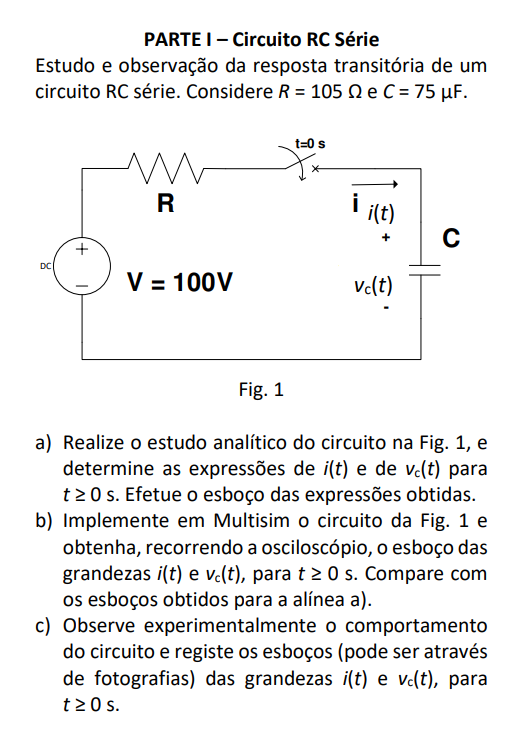 PARTE I – Circuito RC Série
Estudo e observação da resposta transitória de um
circuito RC série. Considere R = 105 Ω e C = 75 μF.
t=0 s
R
i
i(t)
+
C
DC
+
V = 100V
vc(t)
-
Fig. 1
a) Realize o estudo analítico do circuito na Fig. 1, e
determine as expressões de i(t) e de vc(t) para
t ≥ 0 s. Efetue o esboço das expressões obtidas.
b) Implemente em Multisim o circuito da Fig. 1 e
obtenha, recorrendo a osciloscópio, o esboço das
grandezas i(t) e vc(t), para t ≥ 0 s. Compare com
os esboços obtidos para a alínea a).
c) Observe experimentalmente o comportamento
do circuito e registe os esboços (pode ser através
de fotografias) das grandezas i(t) e vc(t), para
t ≥ 0 s.